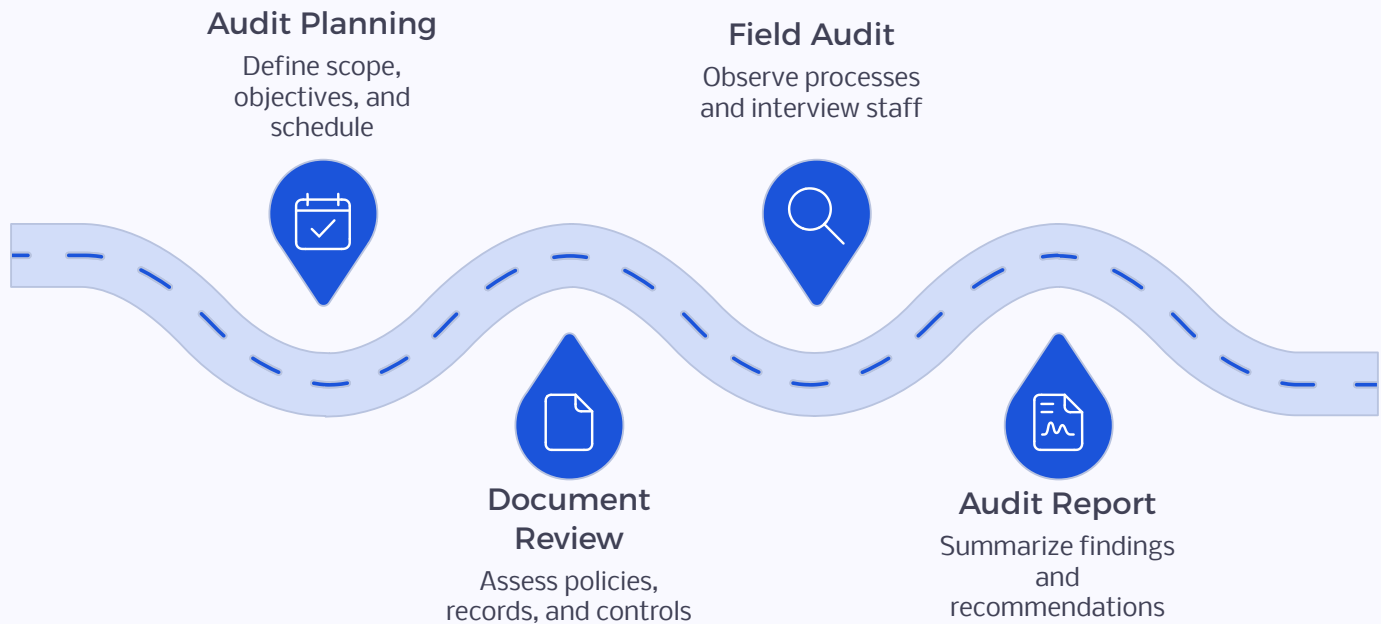 Audit Planning
Define scope,
objectives, and
schedule
Document
Review
Assess policies,
records, and controls
Field Audit
Observe processes
and interview staff
Audit Report
Summarize findings
and
recommendations